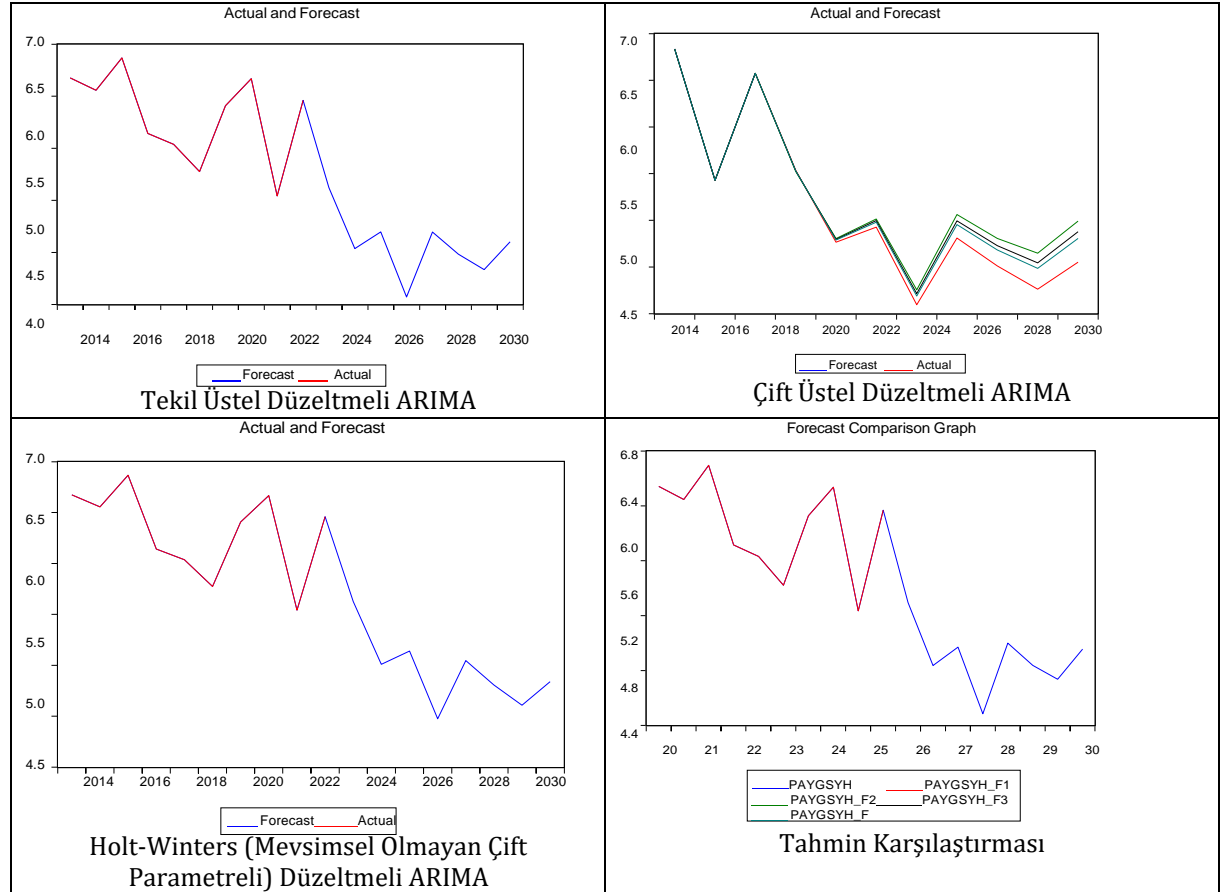 Actual and Forecast
7.0
6.5
6.0
5.5
5.0
4.5
4.0
2014 2016 2018 2020 2022 2024 2026 2028 2030
Forecast Actual
Tekil Üstel Düzeltmeli ARIMA
Actual and Forecast
7.0
6.5
6.0
5.5
5.0
4.5
2014 2016 2018 2020 2022 2024 2026 2028 2030
Forecast Actual
Çift Üstel Düzeltmeli ARIMA
Actual and Forecast
7.0
6.5
6.0
5.5
5.0
4.5
2014 2016 2018 2020 2022 2024 2026 2028 2030
Forecast Actual
Holt-Winters (Mevsimsel Olmayan Çift
Parametreli) Düzeltmeli ARIMA
Forecast Comparison Graph
6.8
6.4
6.0
5.6
5.2
4.8
4.4
20 21 22 23 24 25 26 27 28 29 30
PAYGSYH PAYGSYH_F1
PAYGSYH_F2 PAYGSYH_F3
PAYGSYH_F
Tahmin Karşılaştırması